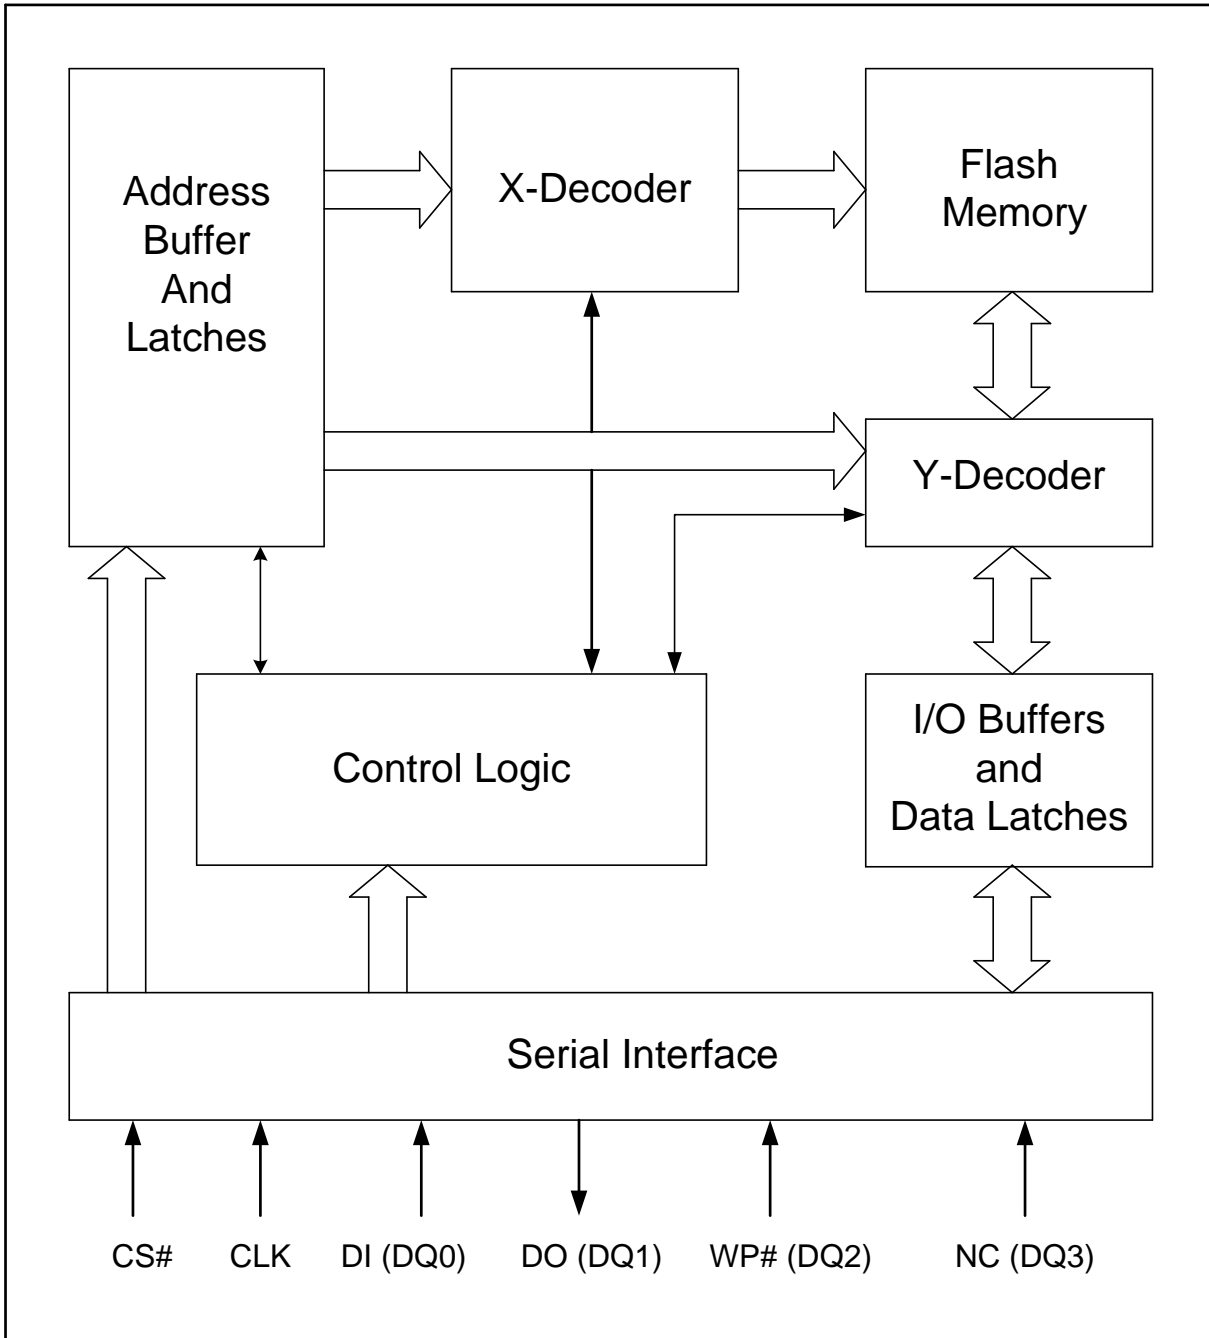 Address
Buffer
And
Latches
X-Decoder
Flash
Memory
Y-Decoder
Control Logic
I/O Buffers
and
Data Latches
Serial Interface
CS#
CLK
DI (DQ0)
DO (DQ1)
WP# (DQ2)
NC (DQ3)